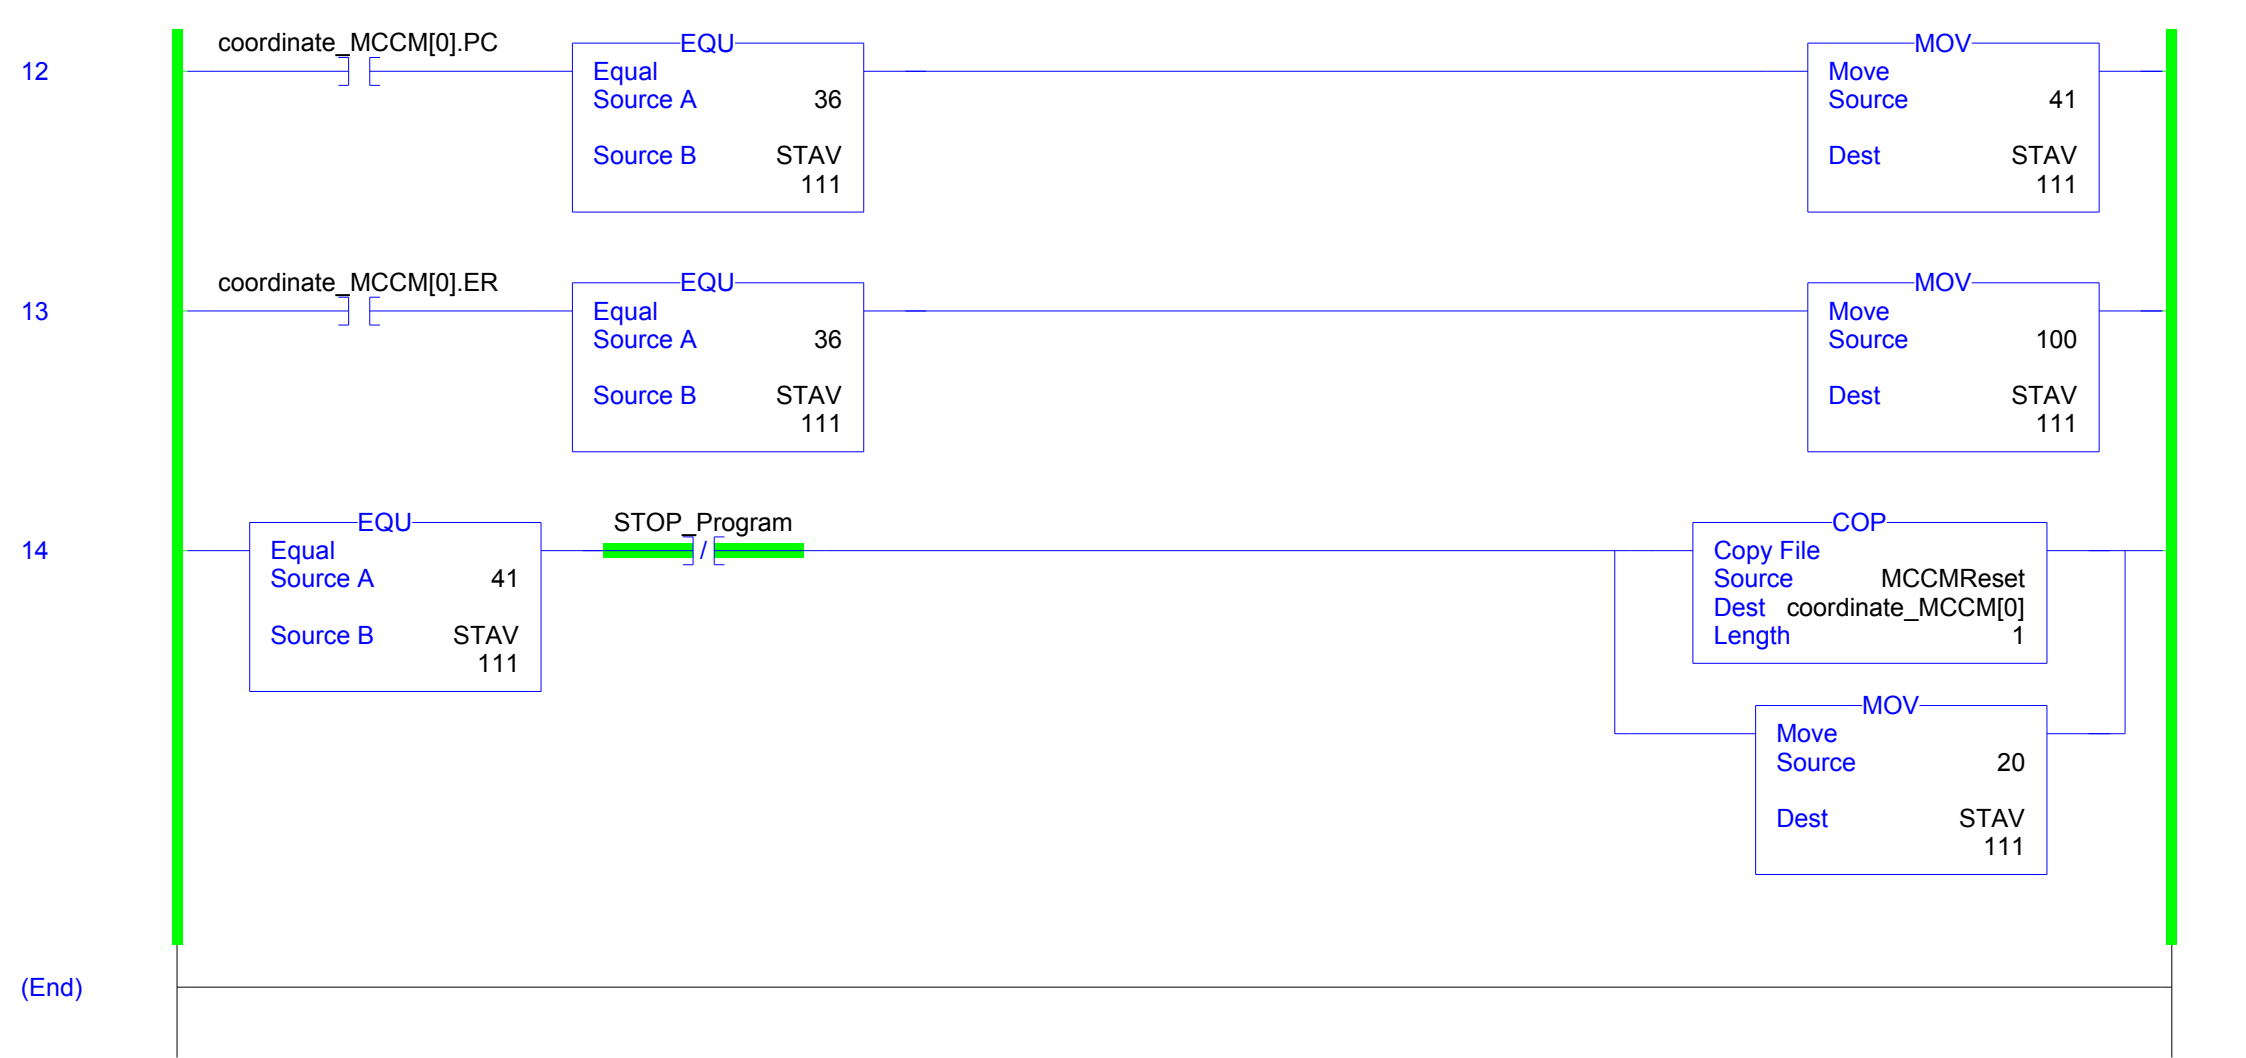 12
coordinate_MCCM[0].PC
EQU
Equal
Source A 36
Source B STAV
111
MOV
Move
Source 41
Dest STAV
111
13
coordinate_MCCM[0].ER
EQU
Equal
Source A 36
Source B STAV
111
MOV
Move
Source 100
Dest STAV
111
14
EQU
Equal
Source A 41
Source B STAV
111
STOP_Program
/
COP
Copy File
Source MCCMReset
Dest coordinate_MCCM[0]
Length 1
MOV
Move
Source 20
Dest STAV
111
(End)